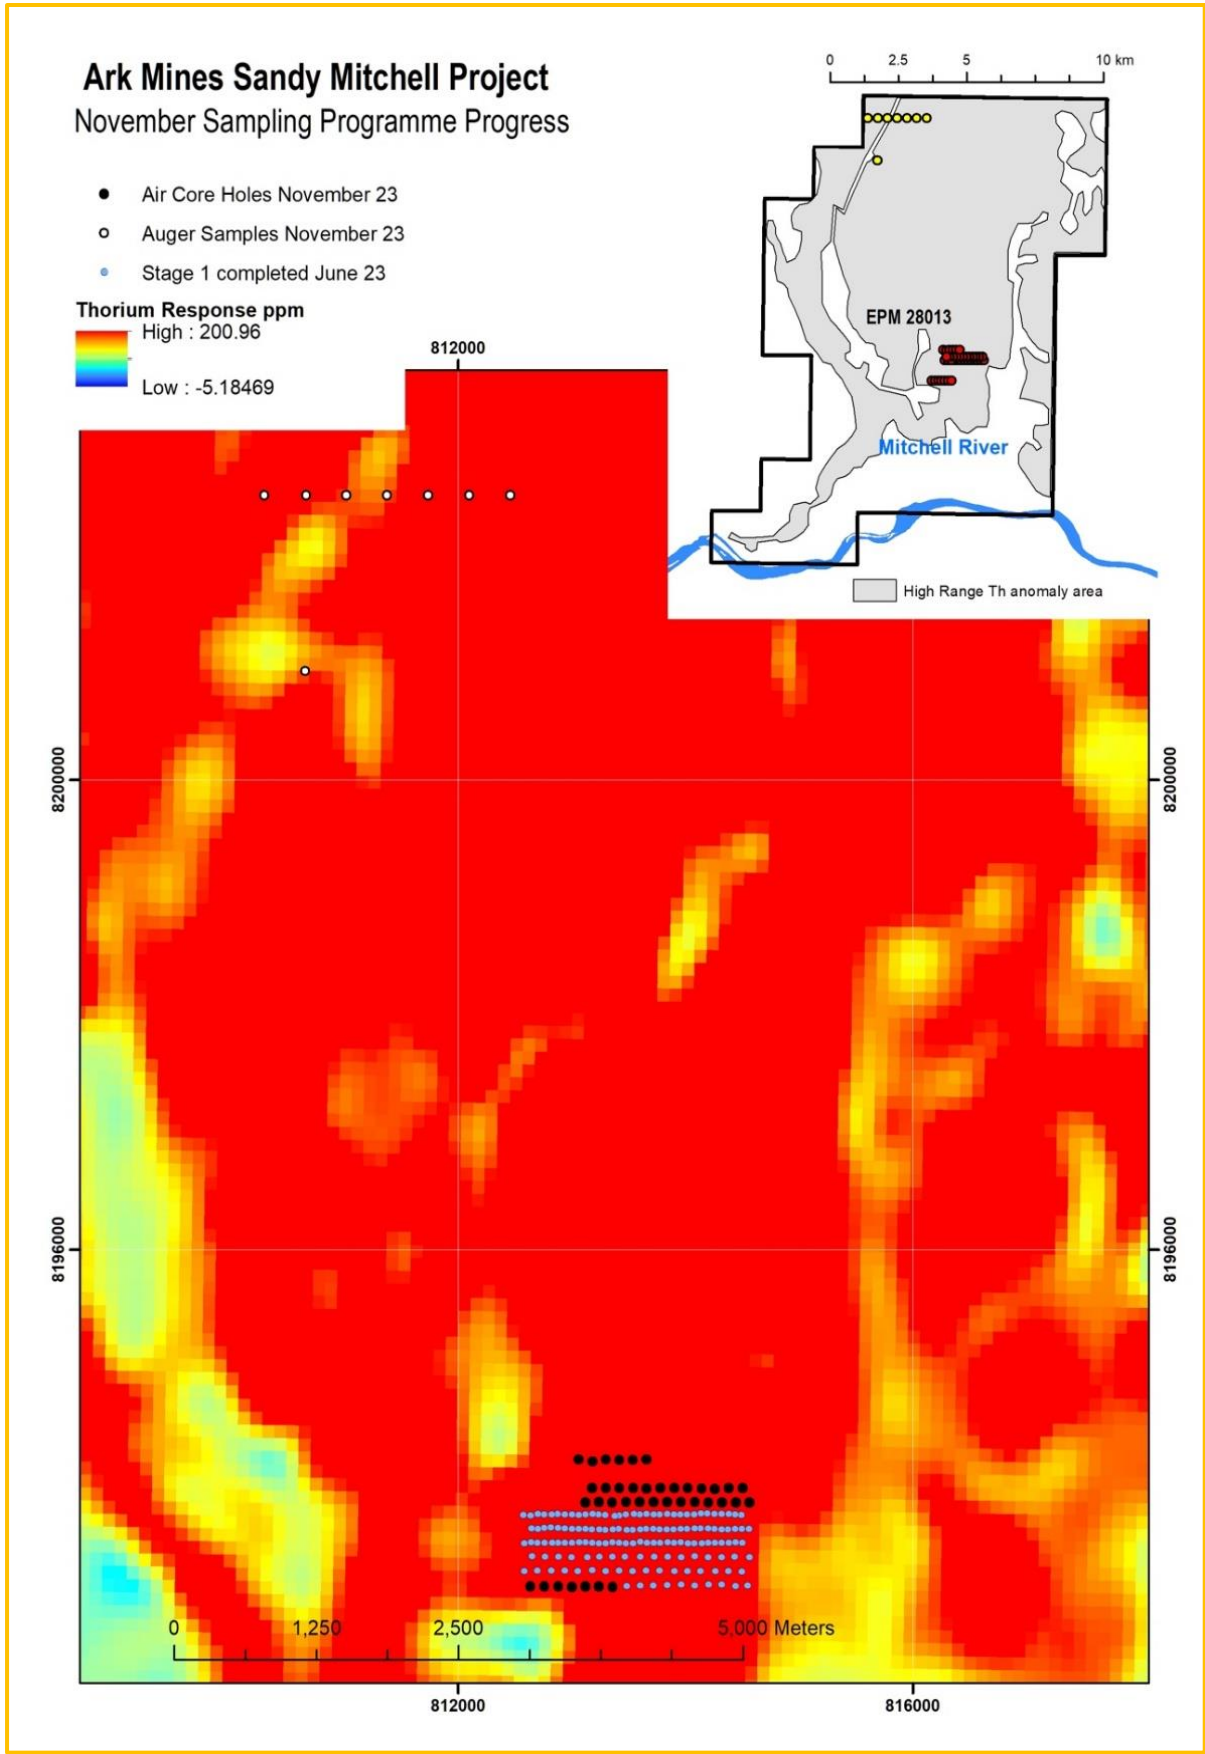 Ark Mines Sandy Mitchell Project
November Sampling Programme Progress
Air Core Holes November 23
Auger Samples November 23
Stage 1 completed June 23
Thorium Response ppm
High : 200.96
Low : -5.18469
0 2.5 5 10 km
EPM 28013
Mitchell River
High Range Th anomaly area
812000
8200000
8200000
8196000
8196000
0 1,250 2,500 5,000 Meters
812000 816000